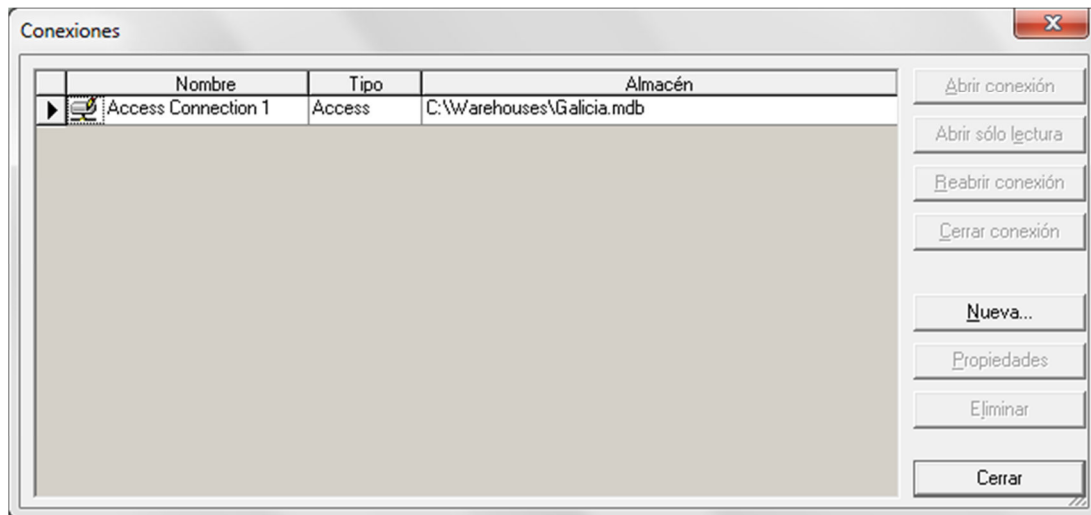 Conexiones
Nombre Tipo Almacén
Access Connection 1 Access C:\Warehouses\Galicia.mdb
Abrir conexión
Abrir sólo lectura
Reabrir conexión
Cerrar conexión
Nueva...
Propiedades
Eliminar
Cerrar